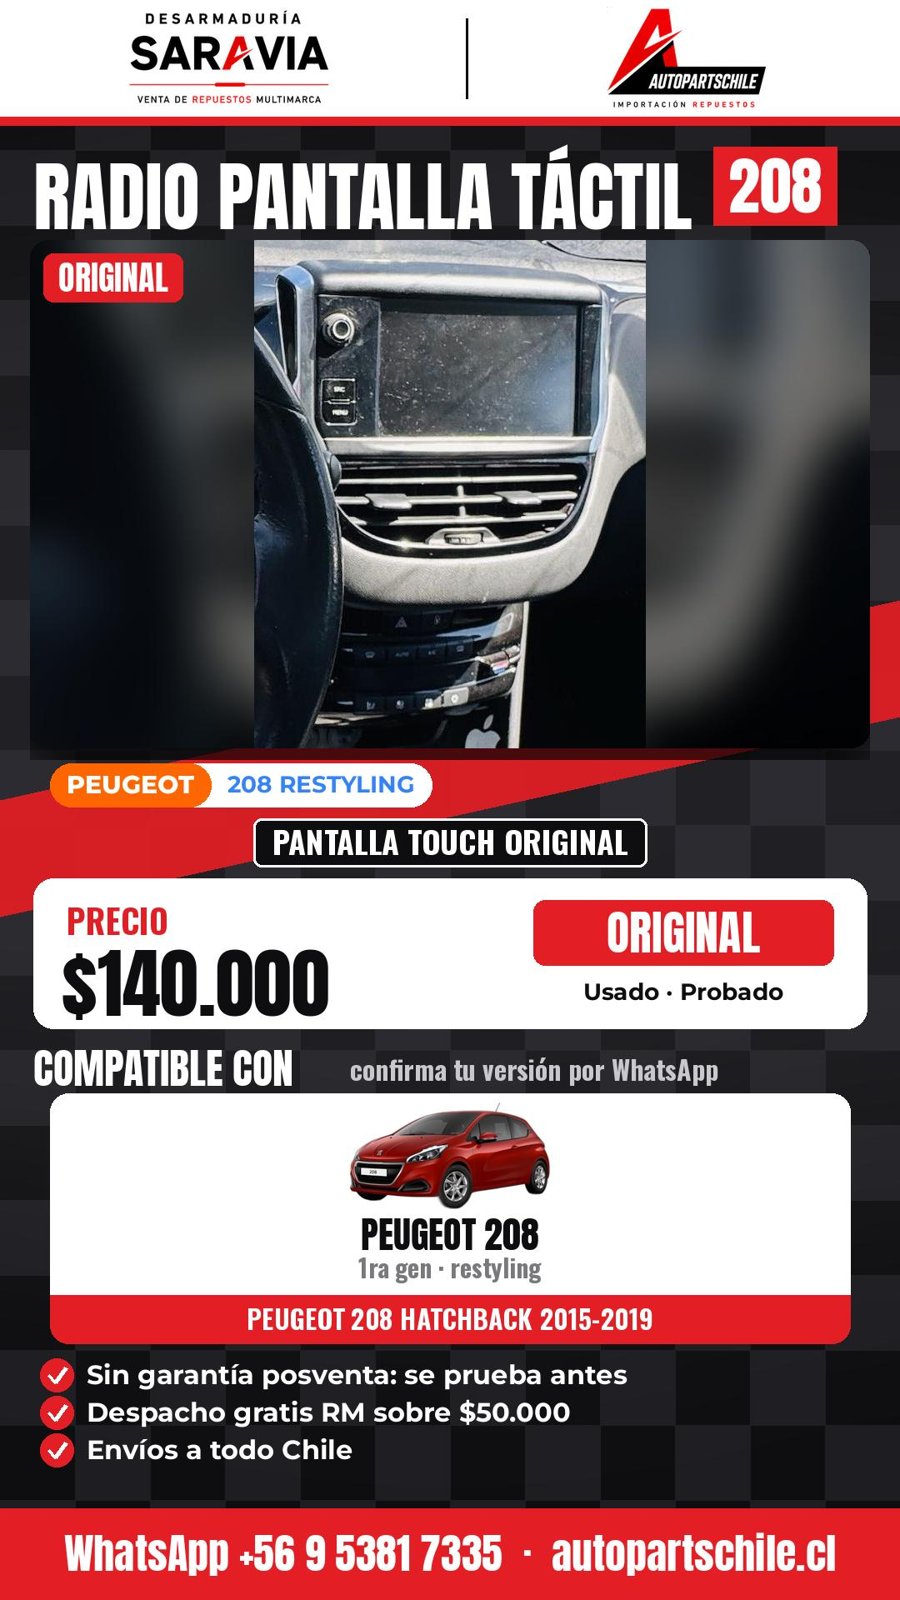 DESARMADURÍA
SARAVIA
VENTA DE REPUESTOS MULTIMARCA
AUTOPARTSCHILE
IMPORTACIÓN REPUESTOS
RADIO PANTALLA TÁCTIL 208
ORIGINAL
SRC
MENU
PEUGEOT 208 RESTYLING
PANTALLA TOUCH ORIGINAL
PRECIO
$140.000
ORIGINAL
Usado · Probado
COMPATIBLE CON confirma tu versión por WhatsApp
208
PEUGEOT 208
1ra gen · restyling
PEUGEOT 208 HATCHBACK 2015-2019
Sin garantía posventa: se prueba antes
Despacho gratis RM sobre $50.000
Envíos a todo Chile
WhatsApp +56 9 5381 7335 · autopartschile.cl